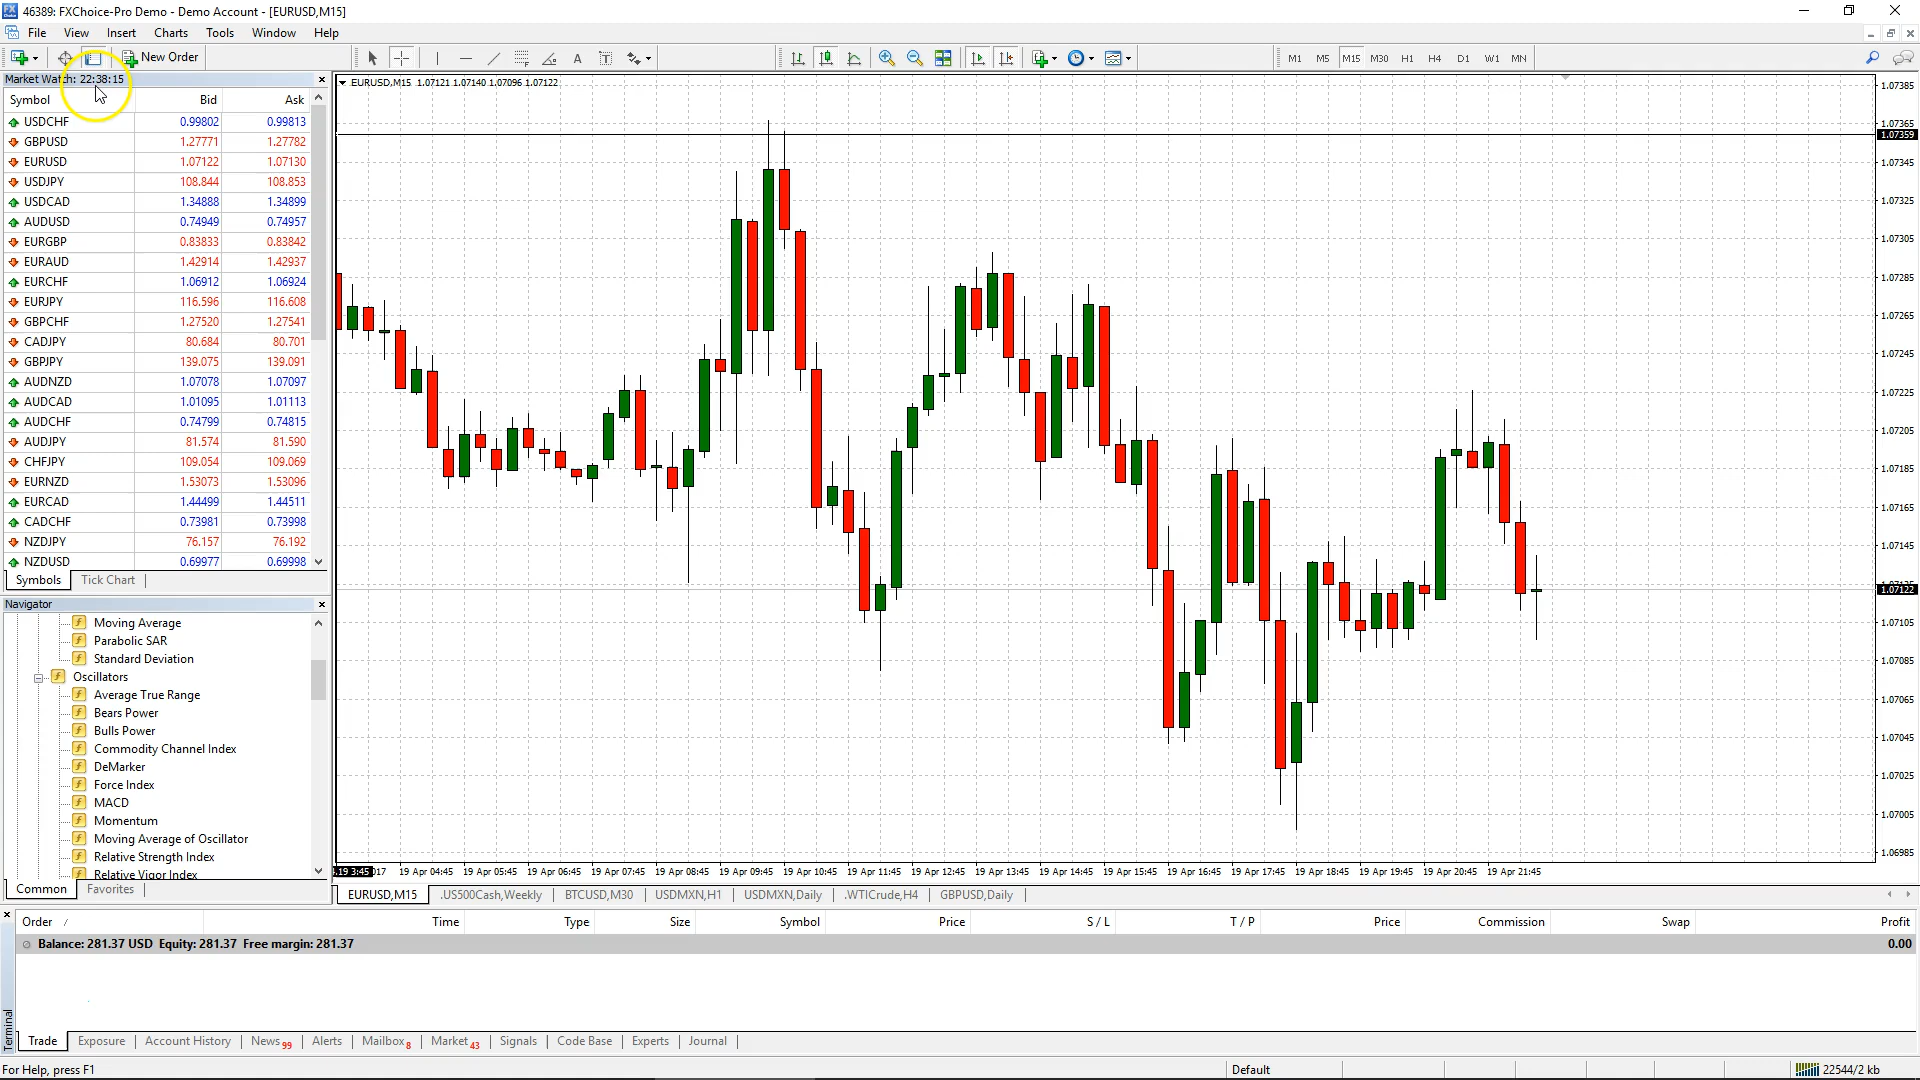 46389: FXChoice-Pro Demo - Demo Account - [EURUSD,M15]
File View Insert Charts Tools Window Help
New Order
M1 M5 M15 M30 H1 H4 D1 W1 MN
Market Watch: 22:38:15
Symbol Bid Ask
USDCHF 0.99802 0.99813
GBPUSD 1.27771 1.27782
EURUSD 1.07122 1.07130
USDJPY 108.844 108.853
USDCAD 1.34888 1.34899
AUDUSD 0.74949 0.74957
EURGBP 0.83833 0.83842
EURAUD 1.42914 1.42937
EURCHF 1.06912 1.06924
EURJPY 116.596 116.608
GBPCHF 1.27520 1.27541
CADJPY 80.684 80.701
GBPJPY 139.075 139.091
AUDNZD 1.07078 1.07097
AUDCAD 1.01095 1.01113
AUDCHF 0.74799 0.74815
AUDJPY 81.574 81.590
CHFJPY 109.054 109.069
EURNZD 1.53073 1.53096
EURCAD 1.44499 1.44511
CADCHF 0.73981 0.73998
NZDJPY 76.157 76.192
NZDUSD 0.69977 0.69998
Symbols Tick Chart
Navigator
Moving Average
Parabolic SAR
Standard Deviation
Oscillators
Average True Range
Bears Power
Bulls Power
Commodity Channel Index
DeMarker
Force Index
MACD
Momentum
Moving Average of Oscillator
Relative Strength Index
Relative Vigor Index
Common Favorites
EURUSD,M15 1.07121 1.07140 1.07096 1.07122
1.07385
1.07365
1.07359
1.07345
1.07325
1.07305
1.07285
1.07265
1.07245
1.07225
1.07205
1.07185
1.07165
1.07145
1.07122
1.07105
1.07085
1.07065
1.07045
1.07025
1.07005
1.06985
19 3:45 017 19 Apr 04:45 19 Apr 05:45 19 Apr 06:45 19 Apr 07:45 19 Apr 08:45 19 Apr 09:45 19 Apr 10:45 19 Apr 11:45 19 Apr 12:45 19 Apr 13:45 19 Apr 14:45 19 Apr 15:45 19 Apr 16:45 19 Apr 17:45 19 Apr 18:45 19 Apr 19:45 19 Apr 20:45 19 Apr 21:45
EURUSD,M15 .US500Cash,Weekly BTCUSD,M30 USDMXN,H1 USDMXN,Daily .WTICrude,H4 GBPUSD,Daily
Order / Time Type Size Symbol Price S / L T / P Price Commission Swap Profit
Balance: 281.37 USD Equity: 281.37 Free margin: 281.37 0.00
Terminal
Trade Exposure Account History News 99 Alerts Mailbox 8 Market 43 Signals Code Base Experts Journal
For Help, press F1 Default 22544/2 kb